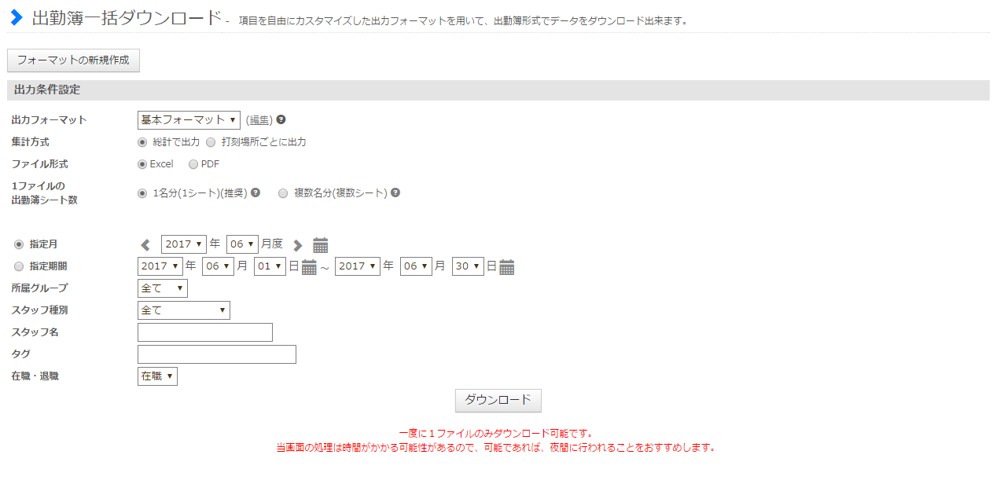 出勤簿一括ダウンロード - 項目を自由にカスタマイズした出力フォーマットを用いて、出勤簿形式でデータをダウンロード出来ます。
フォーマットの新規作成
出力条件設定
出力フォーマット 基本フォーマット ▼ (編集) ?
集計方式 総計で出力 打刻場所ごとに出力
ファイル形式 Excel PDF
1ファイルの
出勤簿シート数 1名分(1シート)(推奨) ? 複数名分(複数シート) ?
指定月 2017 ▼ 年 06 ▼ 月度
指定期間 2017 ▼ 年 06 ▼ 月 01 ▼ 日 ～ 2017 ▼ 年 06 ▼ 月 30 ▼ 日
所属グループ 全て ▼
スタッフ種別 全て ▼
スタッフ名
タグ
在職・退職 在職 ▼
ダウンロード
一度に１ファイルのみダウンロード可能です。
当画面の処理は時間がかかる可能性があるので、可能であれば、夜間に行われることをおすすめします。